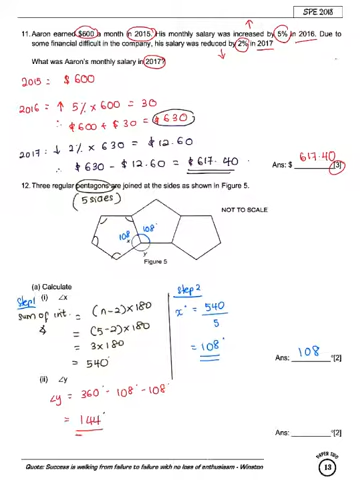 SPE 2018
11. Aaron earned $600 a month in 2015. His monthly salary was increased by 5% in 2016. Due to
some financial difficult in the company, his salary was reduced by 2% in 2017
What was Aaron's monthly salary in 2017?
2015: $600
2016 = ↑ 5% x 600 = 30
∴ $600 + $30 = $630
2017: ↓ 2% x 630 = $12.60
∴ $630 - $12.60 = $617.40
Ans: $ 617.40 [3]
12. Three regular pentagons are joined at the sides as shown in Figure 5.
(5 sides)
NOT TO SCALE
108° 108°
x
y
Figure 5
(a) Calculate
Step 1
(i) ∠x
sum of int. ∡ = (n-2) x 180
= (5-2) x 180
= 3 x 180
= 540°
Step 2
x° = 540/5
= 108°
Ans: 108 °[2]
(ii) ∠y
∠y = 360° - 108° - 108°
= 144°
Ans: °[2]
PAPER TWO
13
Quote: Success is walking from failure to failure with no loss of enthusiasm - Winston